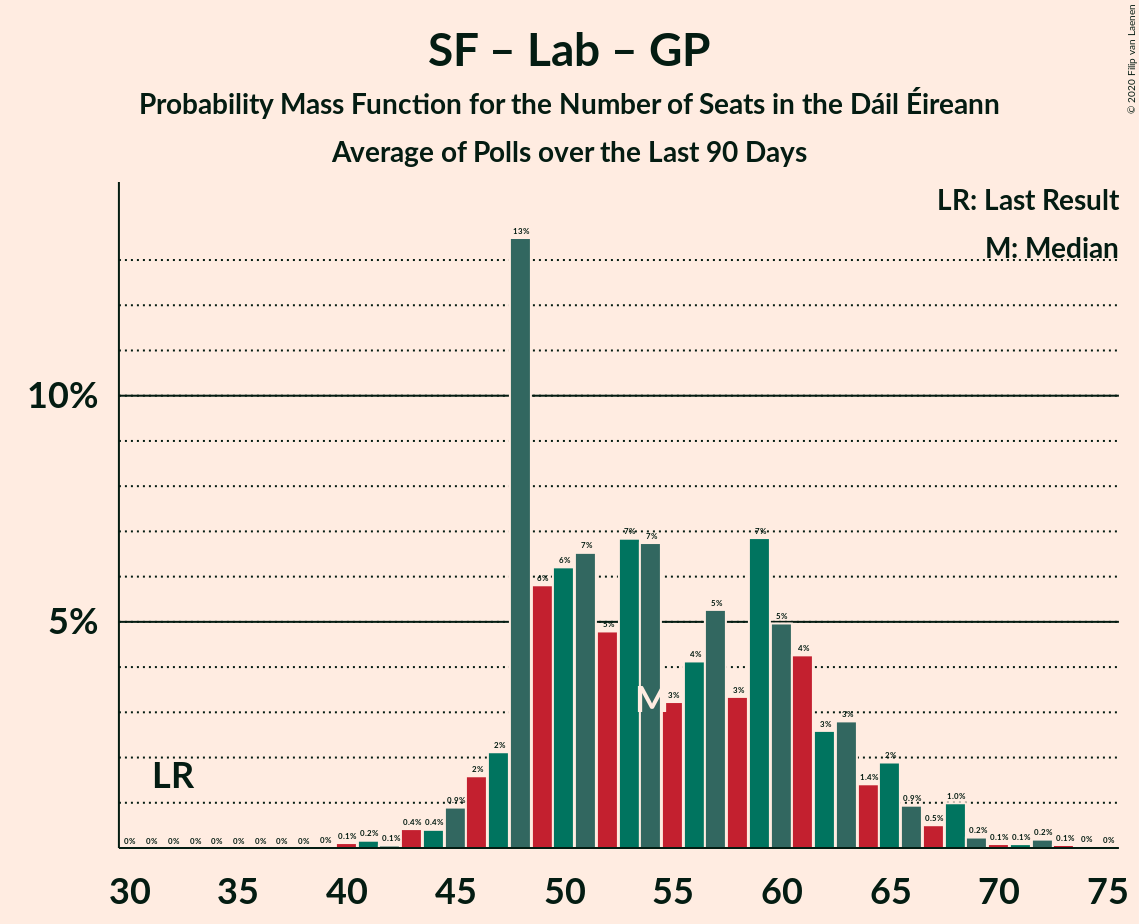 SF – Lab – GP
Probability Mass Function for the Number of Seats in the Dáil Éireann
Average of Polls over the Last 90 Days
© 2020 Filip van Laenen
LR: Last Result
M: Median
10%
5%
LR
M
0% 0% 0% 0% 0% 0% 0% 0% 0% 0% 0.1% 0.2% 0.1% 0.4% 0.4% 0.9% 2% 2% 13% 6% 6% 7% 5% 7% 7% 3% 4% 5% 3% 7% 5% 4% 3% 3% 1.4% 2% 0.9% 0.5% 1.0% 0.2% 0.1% 0.1% 0.2% 0.1% 0% 0%
30 35 40 45 50 55 60 65 70 75